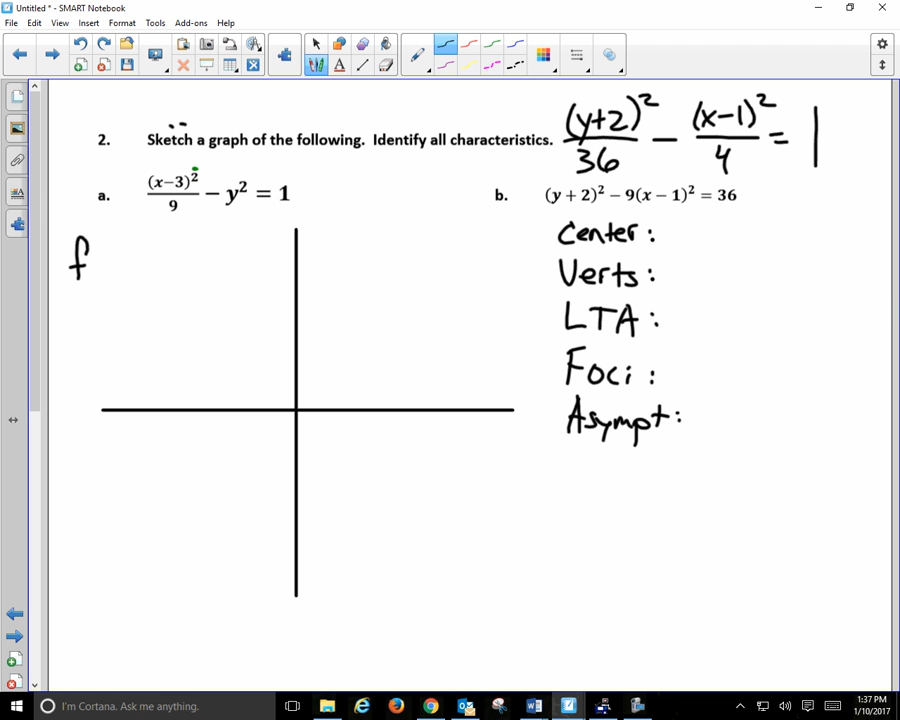 Untitled * - SMART Notebook
File Edit View Insert Format Tools Add-ons Help
(y+2)² / 36 − (x−1)² / 4 = 1
2. Sketch a graph of the following. Identify all characteristics.
a. (x−3)² / 9 − y² = 1
b. (y + 2)² − 9(x − 1)² = 36
f
Center:
Verts:
LTA:
Foci:
Asympt:
I'm Cortana. Ask me anything.
1:37 PM
1/10/2017